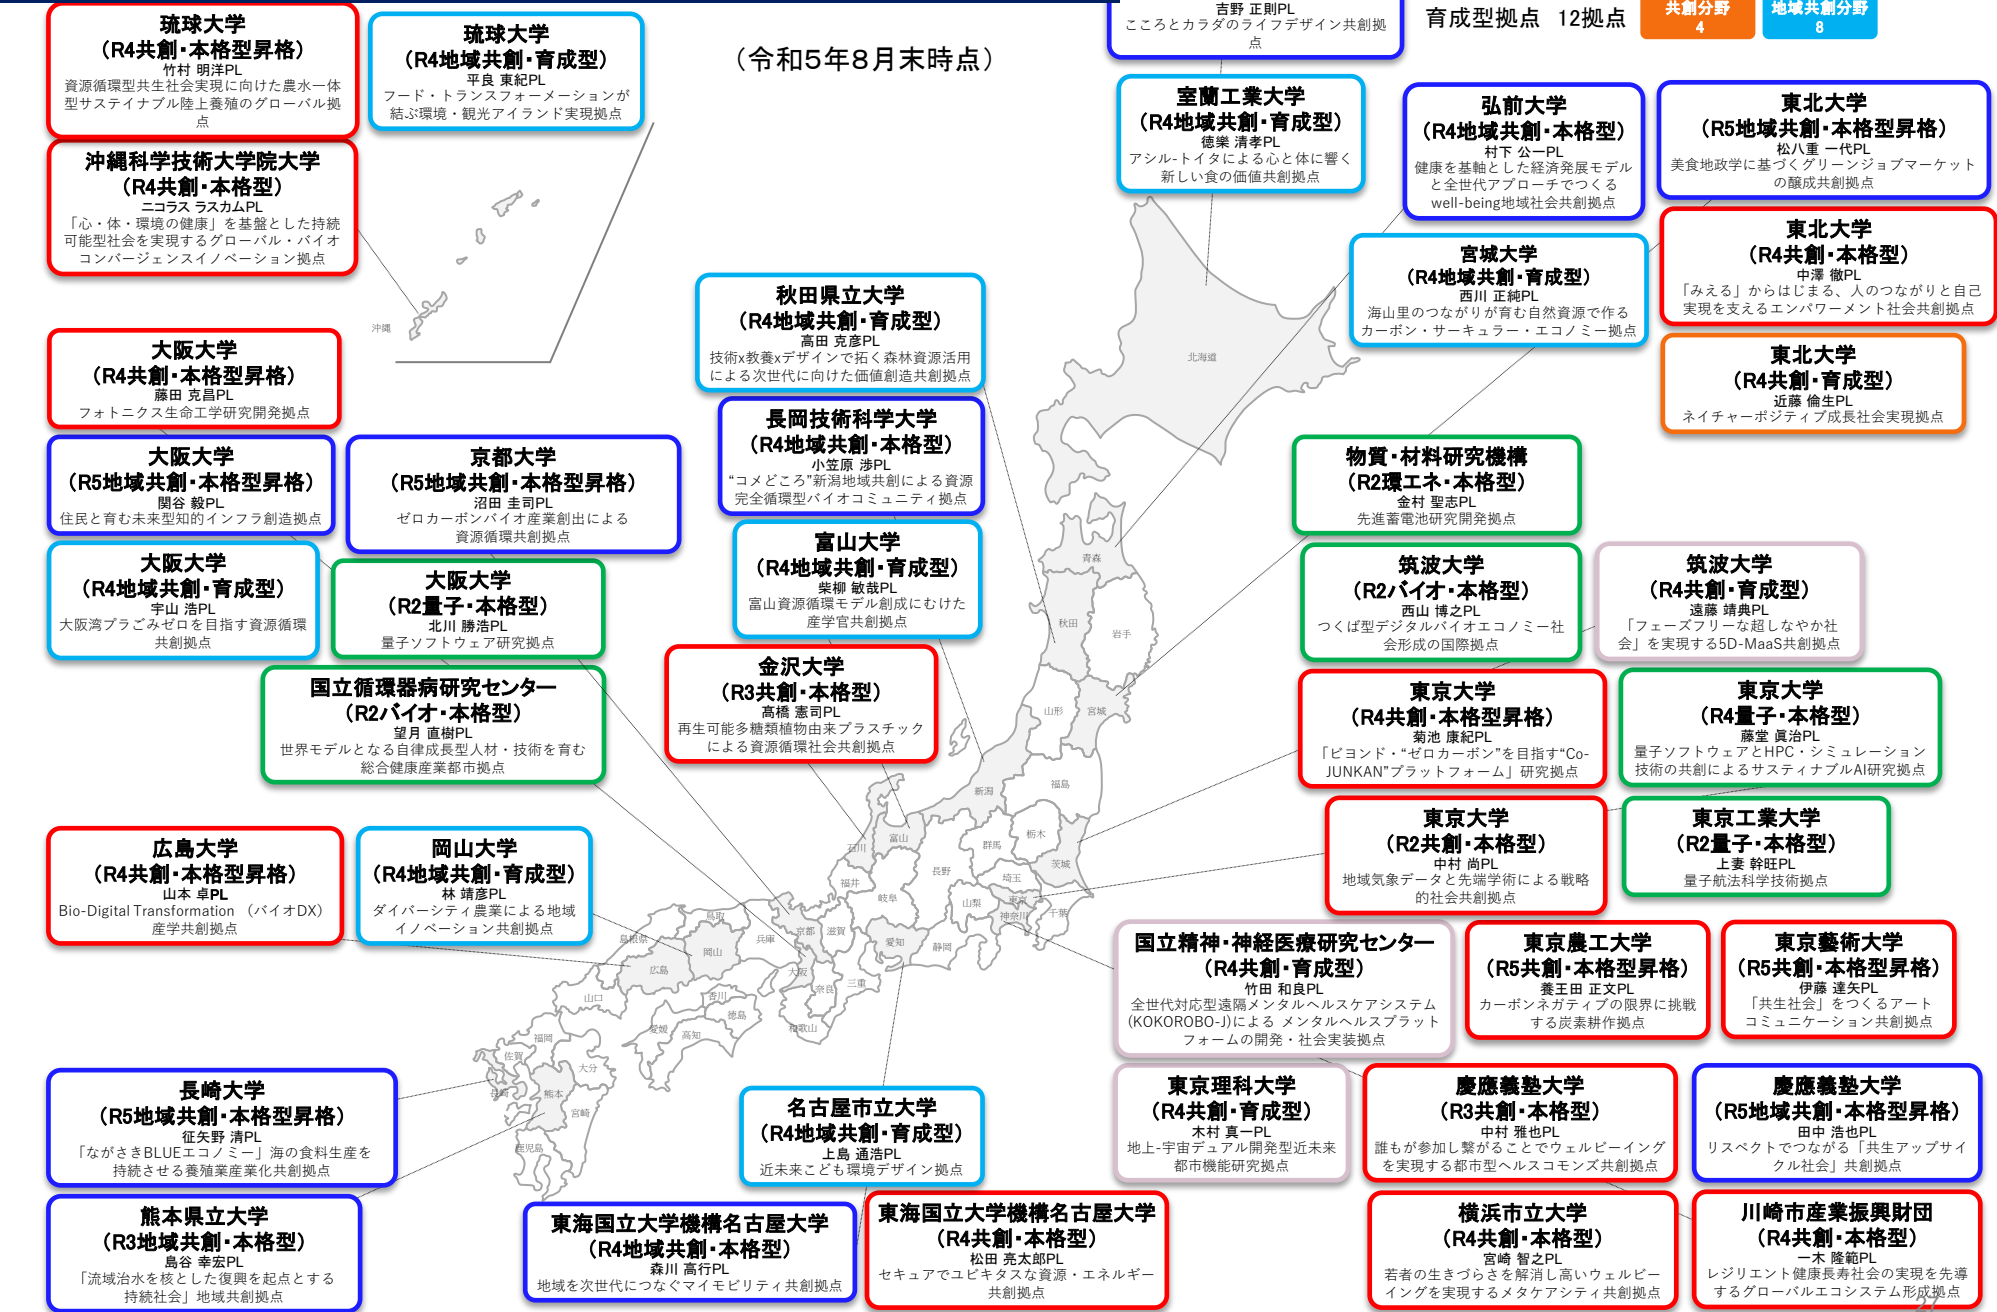 琉球大学
(R4共創・本格型昇格)
竹村 明洋PL
資源循環型共生社会実現に向けた農水一体
型サステイナブル陸上養殖のグローバル拠
点
琉球大学
(R4地域共創・育成型)
平良 東紀PL
フード・トランスフォーメーションが
結ぶ環境・観光アイランド実現拠点
(令和5年8月末時点)
吉野 正則PL
こころとカラダのライフデザイン共創拠
点
育成型拠点 12拠点
共創分野
4
地域共創分野
8
沖縄科学技術大学院大学
(R4共創・本格型)
ニコラス ラスカムPL
「心・体・環境の健康」を基盤とした持続
可能型社会を実現するグローバル・バイオ
コンバージェンスイノベーション拠点
室蘭工業大学
(R4地域共創・育成型)
徳樂 清孝PL
アシル-トイタによる心と体に響く
新しい食の価値共創拠点
弘前大学
(R4地域共創・本格型)
村下 公一PL
健康を基軸とした経済発展モデル
と全世代アプローチでつくる
well-being地域社会共創拠点
東北大学
(R5地域共創・本格型昇格)
松八重 一代PL
美食地政学に基づくグリーンジョブマーケット
の醸成共創拠点
宮城大学
(R4地域共創・育成型)
西川 正純PL
海山里のつながりが育む自然資源で作る
カーボン・サーキュラー・エコノミー拠点
東北大学
(R4共創・本格型)
中澤 徹PL
「みえる」からはじまる、人のつながりと自己
実現を支えるエンパワーメント社会共創拠点
東北大学
(R4共創・育成型)
近藤 倫生PL
ネイチャーポジティブ成長社会実現拠点
秋田県立大学
(R4地域共創・育成型)
高田 克彦PL
技術x教養xデザインで拓く森林資源活用
による次世代に向けた価値創造共創拠点
長岡技術科学大学
(R4地域共創・本格型)
小笠原 渉PL
“コメどころ”新潟地域共創による資源
完全循環型バイオコミュニティ拠点
富山大学
(R4地域共創・育成型)
柴柳 敏哉PL
富山資源循環モデル創成にむけた
産学官共創拠点
金沢大学
(R3共創・本格型)
髙橋 憲司PL
再生可能多糖類植物由来プラスチック
による資源循環社会共創拠点
大阪大学
(R4共創・本格型昇格)
藤田 克昌PL
フォトニクス生命工学研究開発拠点
大阪大学
(R5地域共創・本格型昇格)
関谷 毅PL
住民と育む未来型知的インフラ創造拠点
京都大学
(R5地域共創・本格型昇格)
沼田 圭司PL
ゼロカーボンバイオ産業創出による
資源循環共創拠点
大阪大学
(R4地域共創・育成型)
宇山 浩PL
大阪湾プラごみゼロを目指す資源循環
共創拠点
大阪大学
(R2量子・本格型)
北川 勝浩PL
量子ソフトウェア研究拠点
国立循環器病研究センター
(R2バイオ・本格型)
望月 直樹PL
世界モデルとなる自律成長型人材・技術を育む
総合健康産業都市拠点
物質・材料研究機構
(R2環エネ・本格型)
金村 聖志PL
先進蓄電池研究開発拠点
筑波大学
(R2バイオ・本格型)
西山 博之PL
つくば型デジタルバイオエコノミー社
会形成の国際拠点
筑波大学
(R4共創・育成型)
遠藤 靖典PL
「フェーズフリーな超しなやか社
会」を実現する5D-MaaS共創拠点
東京大学
(R4共創・本格型昇格)
菊池 康紀PL
「ビヨンド・“ゼロカーボン”を目指す“Co-
JUNKAN”プラットフォーム」研究拠点
東京大学
(R4量子・本格型)
藤堂 眞治PL
量子ソフトウェアとHPC・シミュレーション
技術の共創によるサスティナブルAI研究拠点
東京大学
(R2共創・本格型)
中村 尚PL
地域気象データと先端学術による戦略
的社会共創拠点
東京工業大学
(R2量子・本格型)
上妻 幹旺PL
量子航法科学技術拠点
広島大学
(R4共創・本格型昇格)
山本 卓PL
Bio-Digital Transformation （バイオDX）
産学共創拠点
岡山大学
(R4地域共創・育成型)
林 靖彦PL
ダイバーシティ農業による地域
イノベーション共創拠点
国立精神・神経医療研究センター
(R4共創・育成型)
竹田 和良PL
全世代対応型遠隔メンタルヘルスケアシステム
(KOKOROBO-J)による メンタルヘルスプラット
フォームの開発・社会実装拠点
東京農工大学
(R5共創・本格型昇格)
養王田 正文PL
カーボンネガティブの限界に挑戦
する炭素耕作拠点
東京藝術大学
(R5共創・本格型昇格)
伊藤 達矢PL
「共生社会」をつくるアート
コミュニケーション共創拠点
東京理科大学
(R4共創・育成型)
木村 真一PL
地上-宇宙デュアル開発型近未来
都市機能研究拠点
慶應義塾大学
(R3共創・本格型)
中村 雅也PL
誰もが参加し繋がることでウェルビーイング
を実現する都市型ヘルスコモンズ共創拠点
慶應義塾大学
(R5地域共創・本格型昇格)
田中 浩也PL
リスペクトでつながる「共生アップサイ
クル社会」共創拠点
長崎大学
(R5地域共創・本格型昇格)
征矢野 清PL
「ながさきBLUEエコノミー」海の食料生産を
持続させる養殖業産業化共創拠点
熊本県立大学
(R3地域共創・本格型)
島谷 幸宏PL
「流域治水を核とした復興を起点とする
持続社会」地域共創拠点
名古屋市立大学
(R4地域共創・育成型)
上島 通浩PL
近未来こども環境デザイン拠点
東海国立大学機構名古屋大学
(R4地域共創・本格型)
森川 高行PL
地域を次世代につなぐマイモビリティ共創拠点
東海国立大学機構名古屋大学
(R4共創・本格型)
松田 亮太郎PL
セキュアでユビキタスな資源・エネルギー
共創拠点
横浜市立大学
(R4共創・本格型)
宮崎 智之PL
若者の生きづらさを解消し高いウェルビー
イングを実現するメタケアシティ共創拠点
川崎市産業振興財団
(R4共創・本格型)
一木 隆範PL
レジリエント健康長寿社会の実現を先導
するグローバルエコシステム形成拠点
27
沖縄
北海道
青森
秋田
岩手
山形
宮城
新潟
福島
栃木
群馬
茨城
石川
富山
長野
埼玉
福井
岐阜
山梨
東京
神奈川
千葉
鳥取
島根県
兵庫
京都
滋賀
愛知
静岡
岡山
広島
大阪
奈良
三重
山口
香川
徳島
愛媛
高知
和歌山
福岡
佐賀
大分
長崎
熊本
宮崎
鹿児島